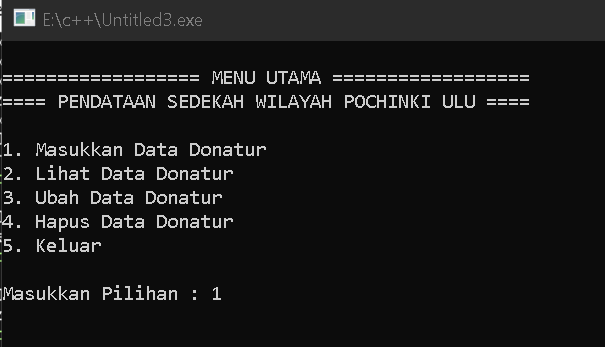 E:\c++\Untitled3.exe
================== MENU UTAMA ==================
==== PENDATAAN SEDEKAH WILAYAH POCHINKI ULU ====
1. Masukkan Data Donatur
2. Lihat Data Donatur
3. Ubah Data Donatur
4. Hapus Data Donatur
5. Keluar
Masukkan Pilihan : 1